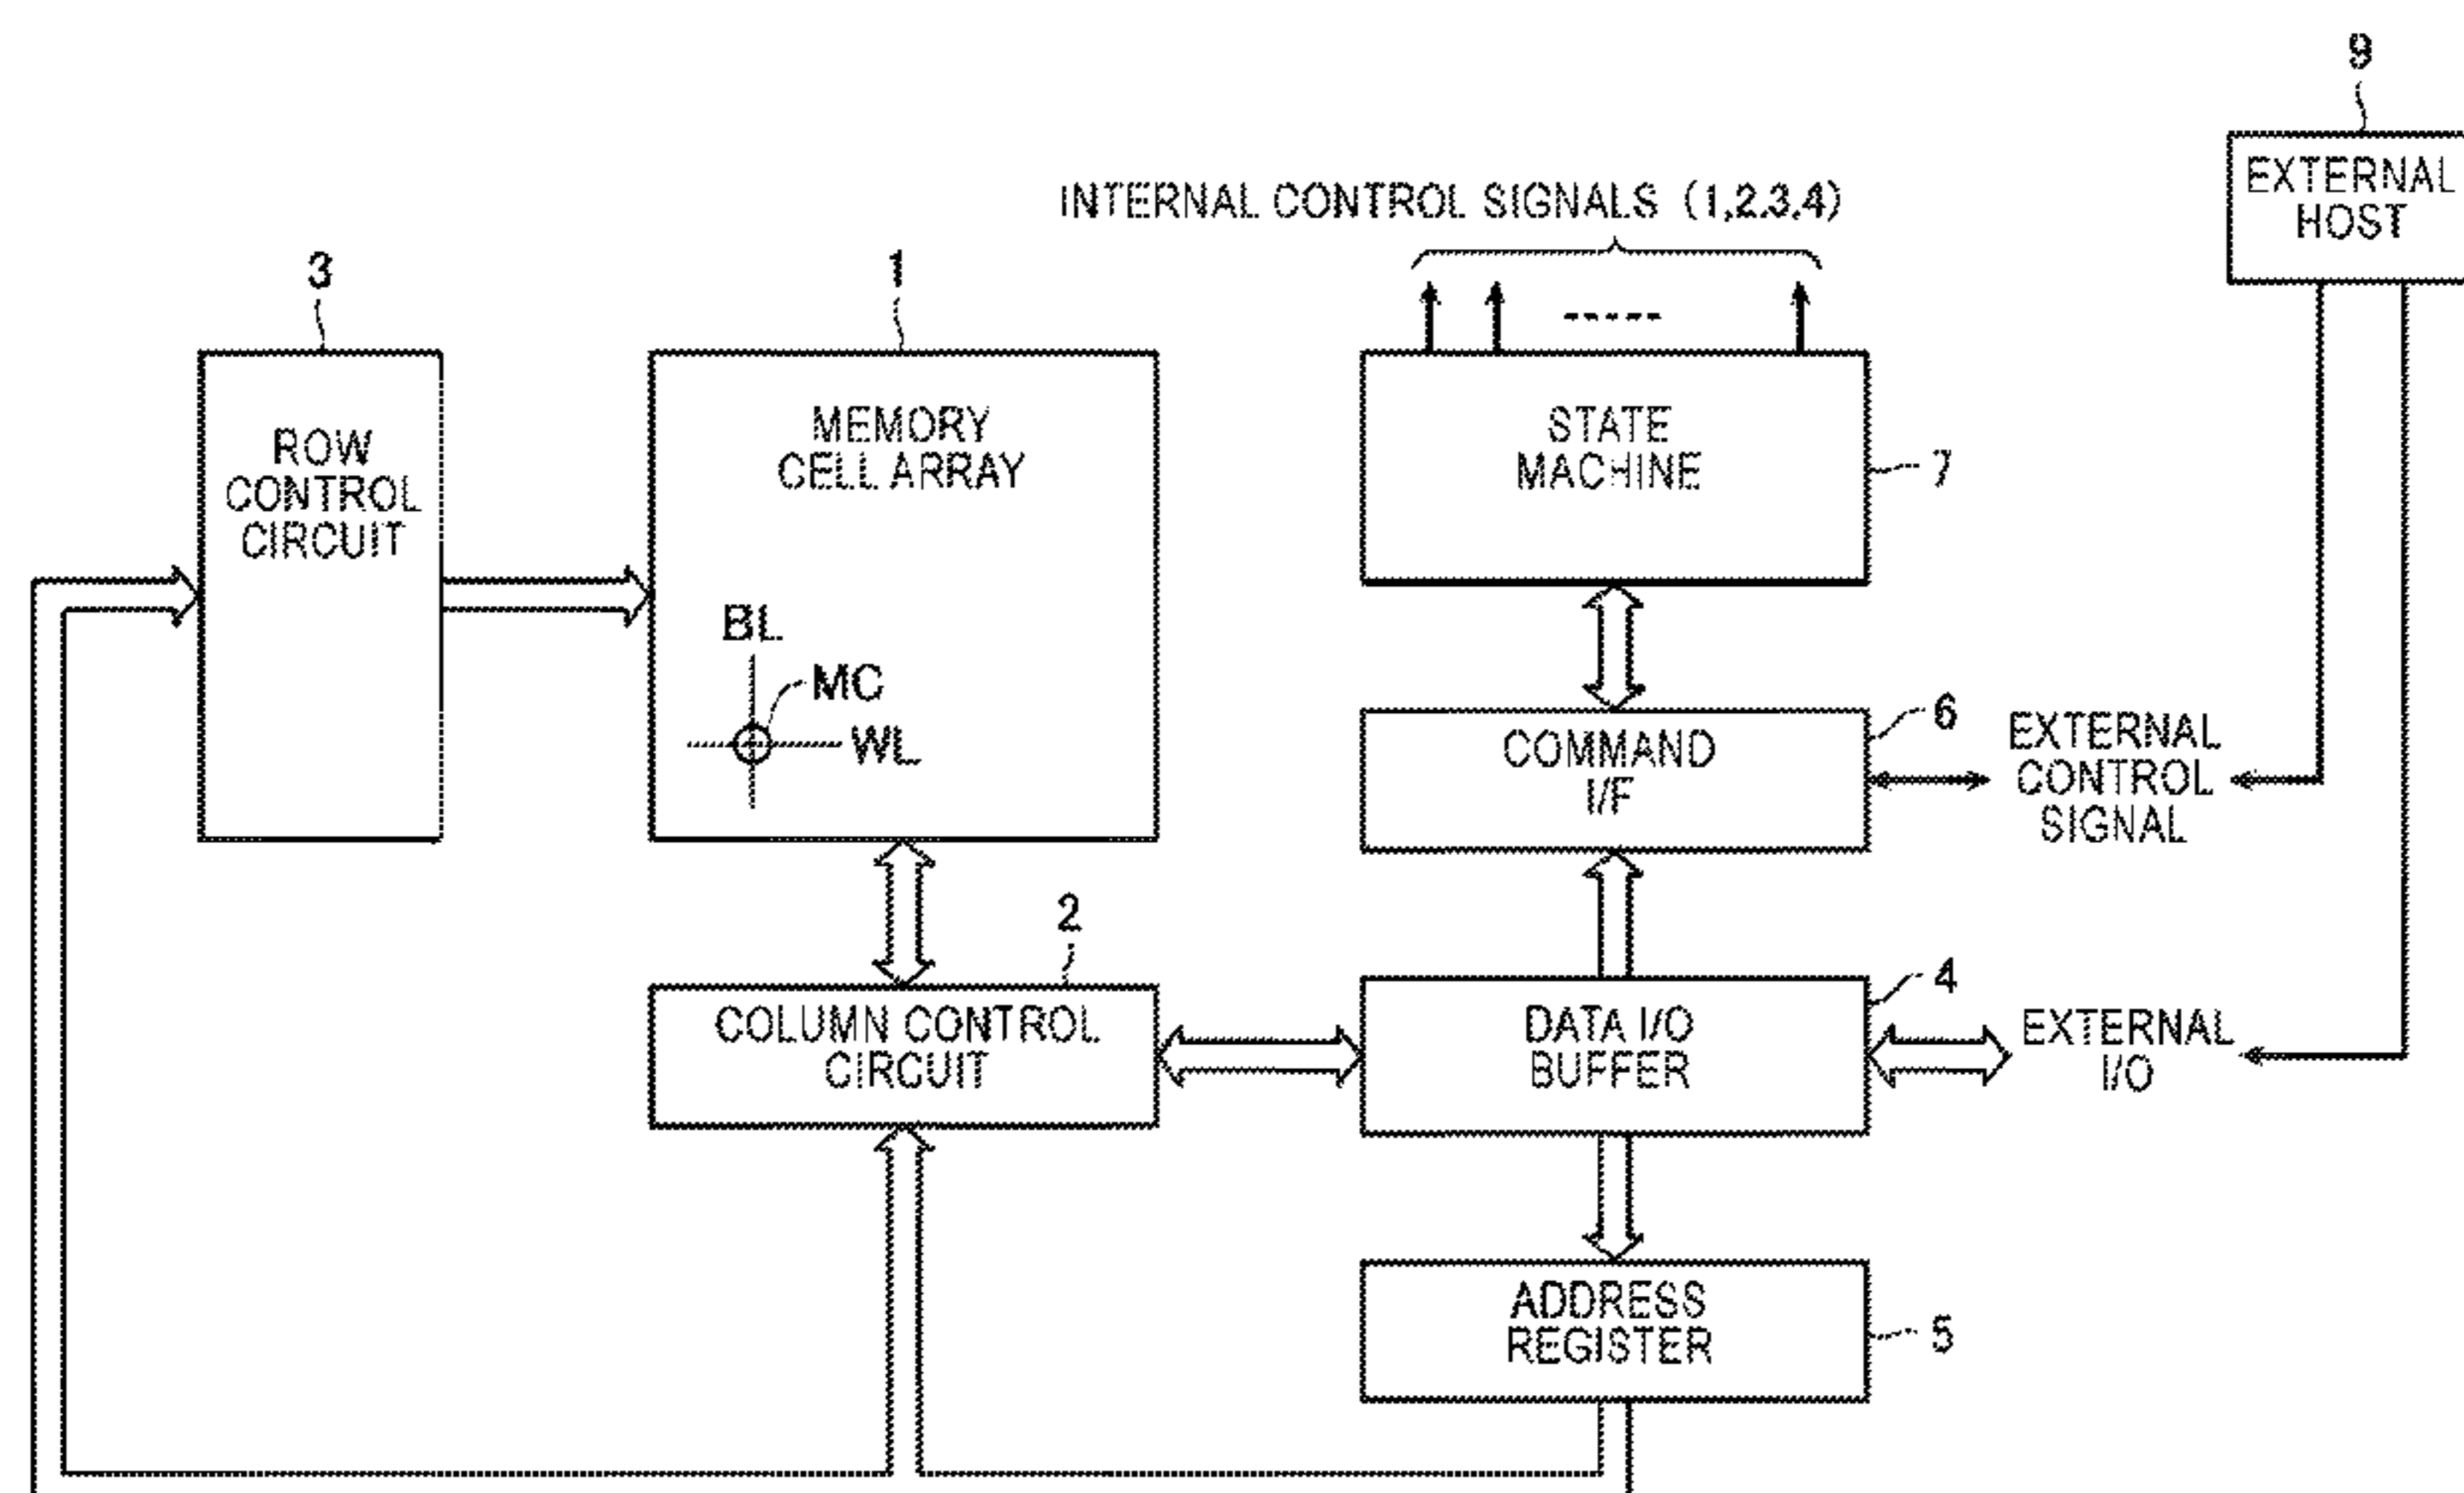 9
EXTERNAL
HOST
INTERNAL CONTROL SIGNALS (1,2,3,4)
3
1
ROW
CONTROL
CIRCUIT
MEMORY
CELL ARRAY
STATE
MACHINE
7
BL
MC
WL
COMMAND
I/F
6
EXTERNAL
CONTROL
SIGNAL
2
COLUMN CONTROL
CIRCUIT
DATA I/O
BUFFER
4
EXTERNAL
I/O
ADDRESS
REGISTER
5